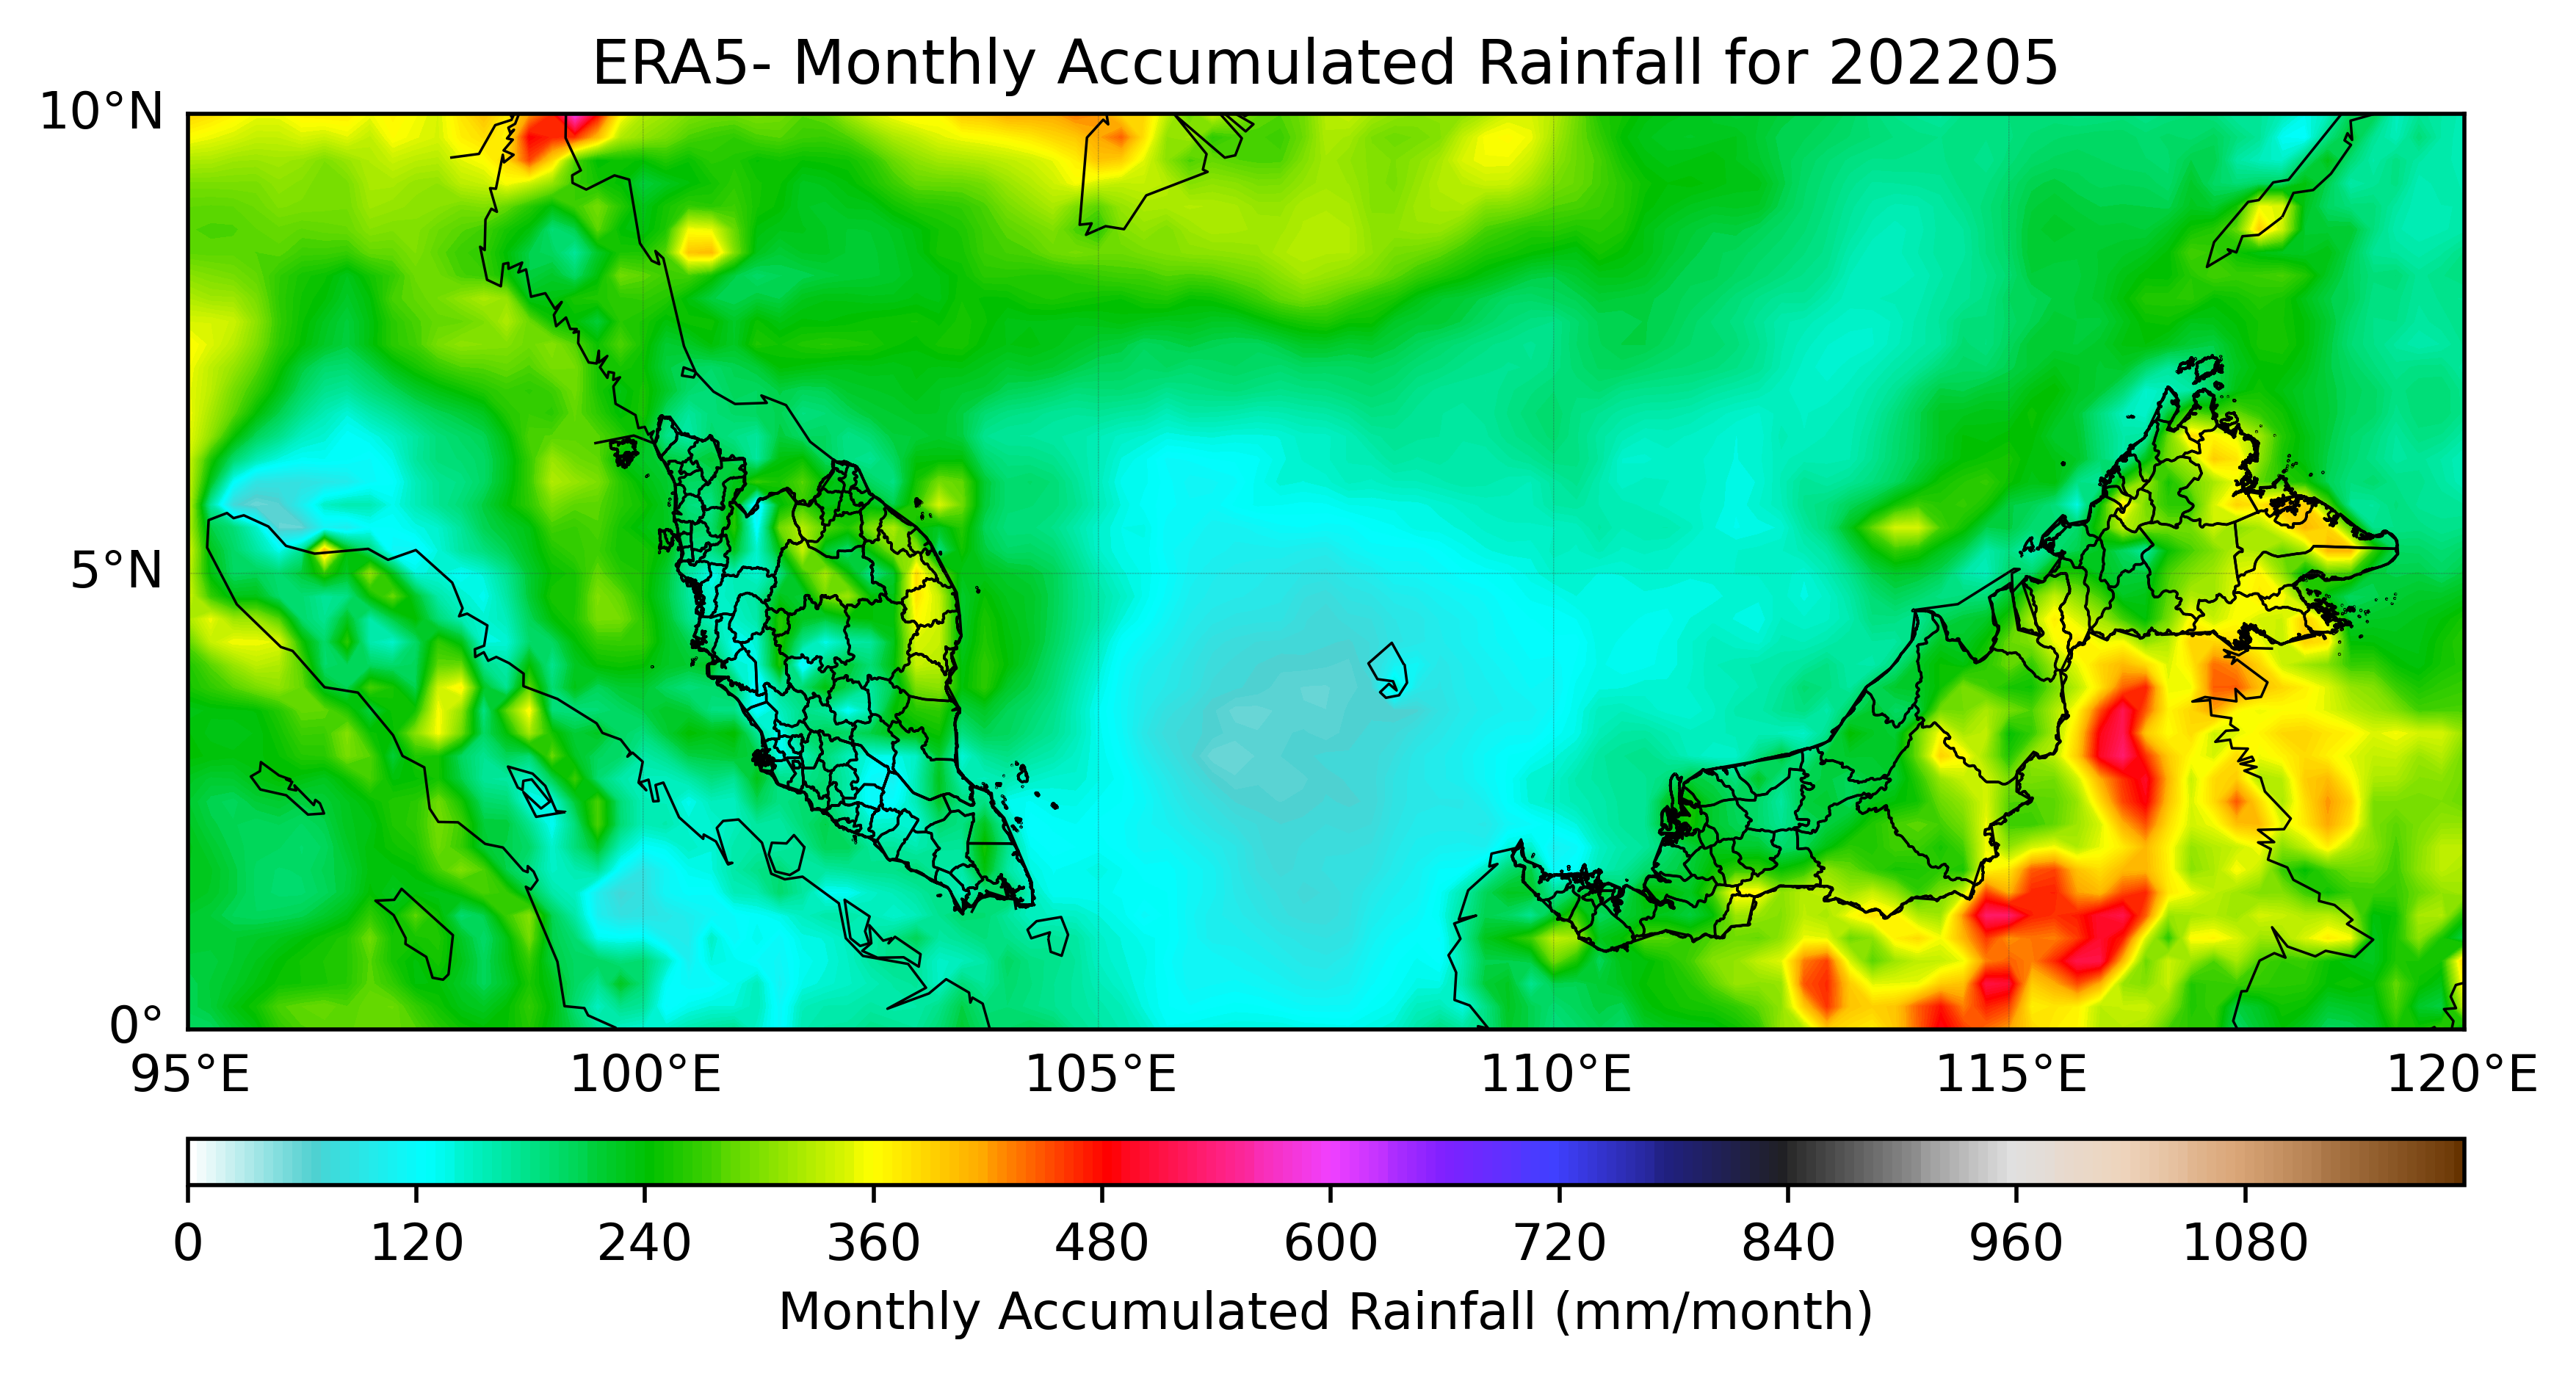 ERA5- Monthly Accumulated Rainfall for 202205
10°N
5°N
0°
95°E 100°E 105°E 110°E 115°E 120°E
0 120 240 360 480 600 720 840 960 1080
Monthly Accumulated Rainfall (mm/month)